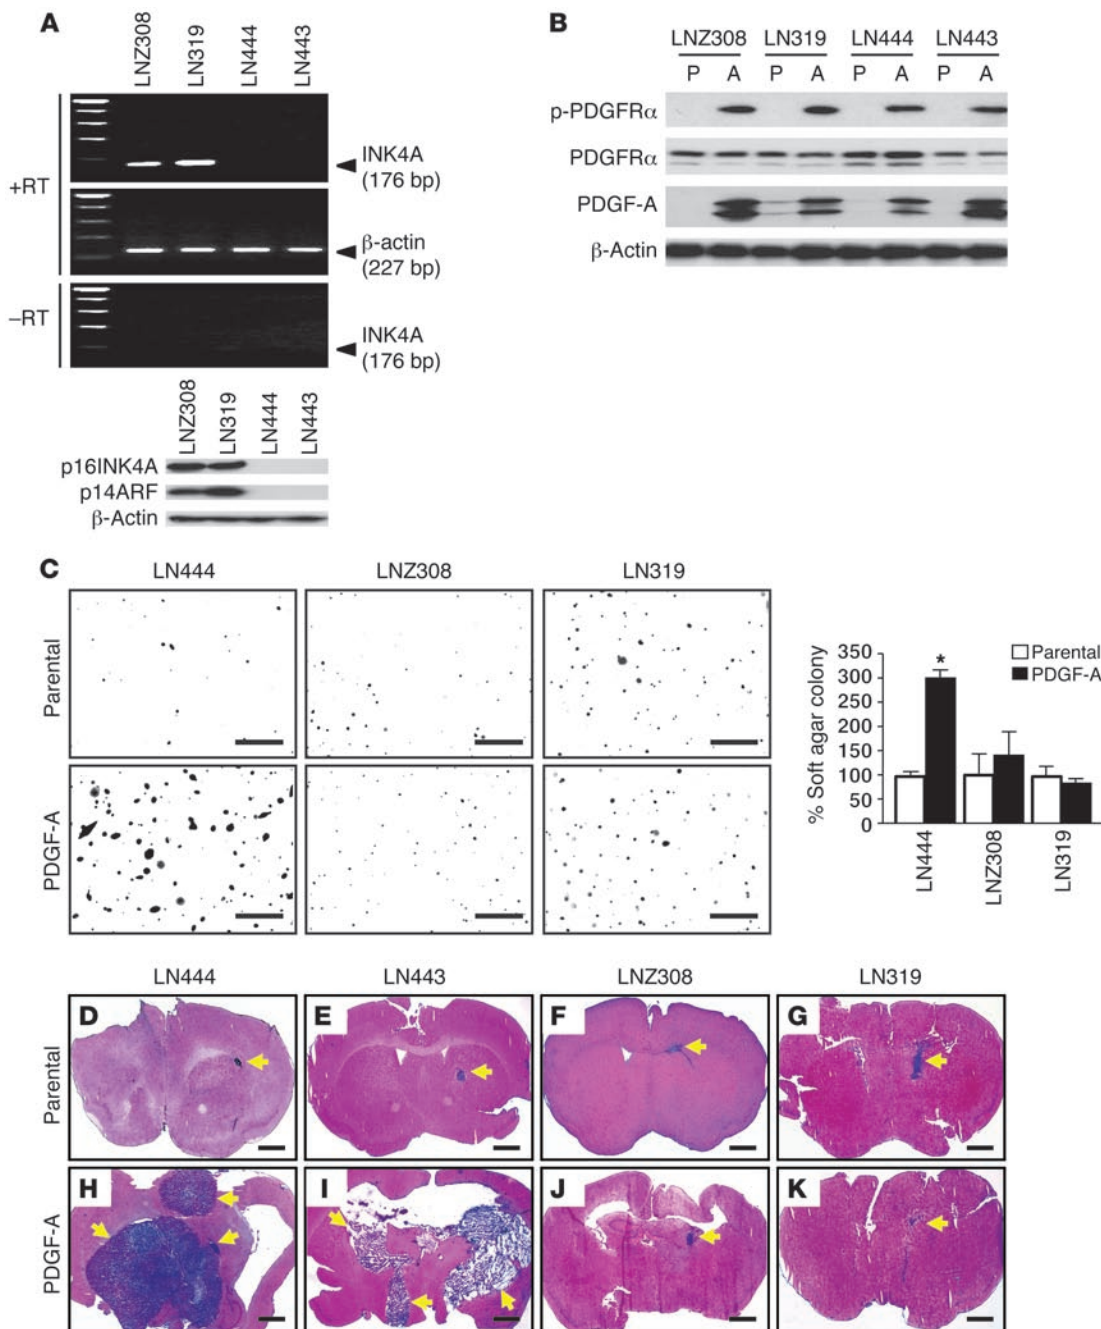 A
LNZ308
LN319
LN444
LN443
+RT
INK4A
(176 bp)
β-actin
(227 bp)
–RT
INK4A
(176 bp)
LNZ308
LN319
LN444
LN443
p16INK4A
p14ARF
β-Actin
B
LNZ308 LN319 LN444 LN443
P A P A P A P A
p-PDGFRα
PDGFRα
PDGF-A
β-Actin
C
LN444 LNZ308 LN319
Parental
PDGF-A
% Soft agar colony
350
300
250
200
150
100
50
0
*
Parental
PDGF-A
LN444
LNZ308
LN319
LN444 LN443 LNZ308 LN319
Parental
D E F G
PDGF-A
H I J K